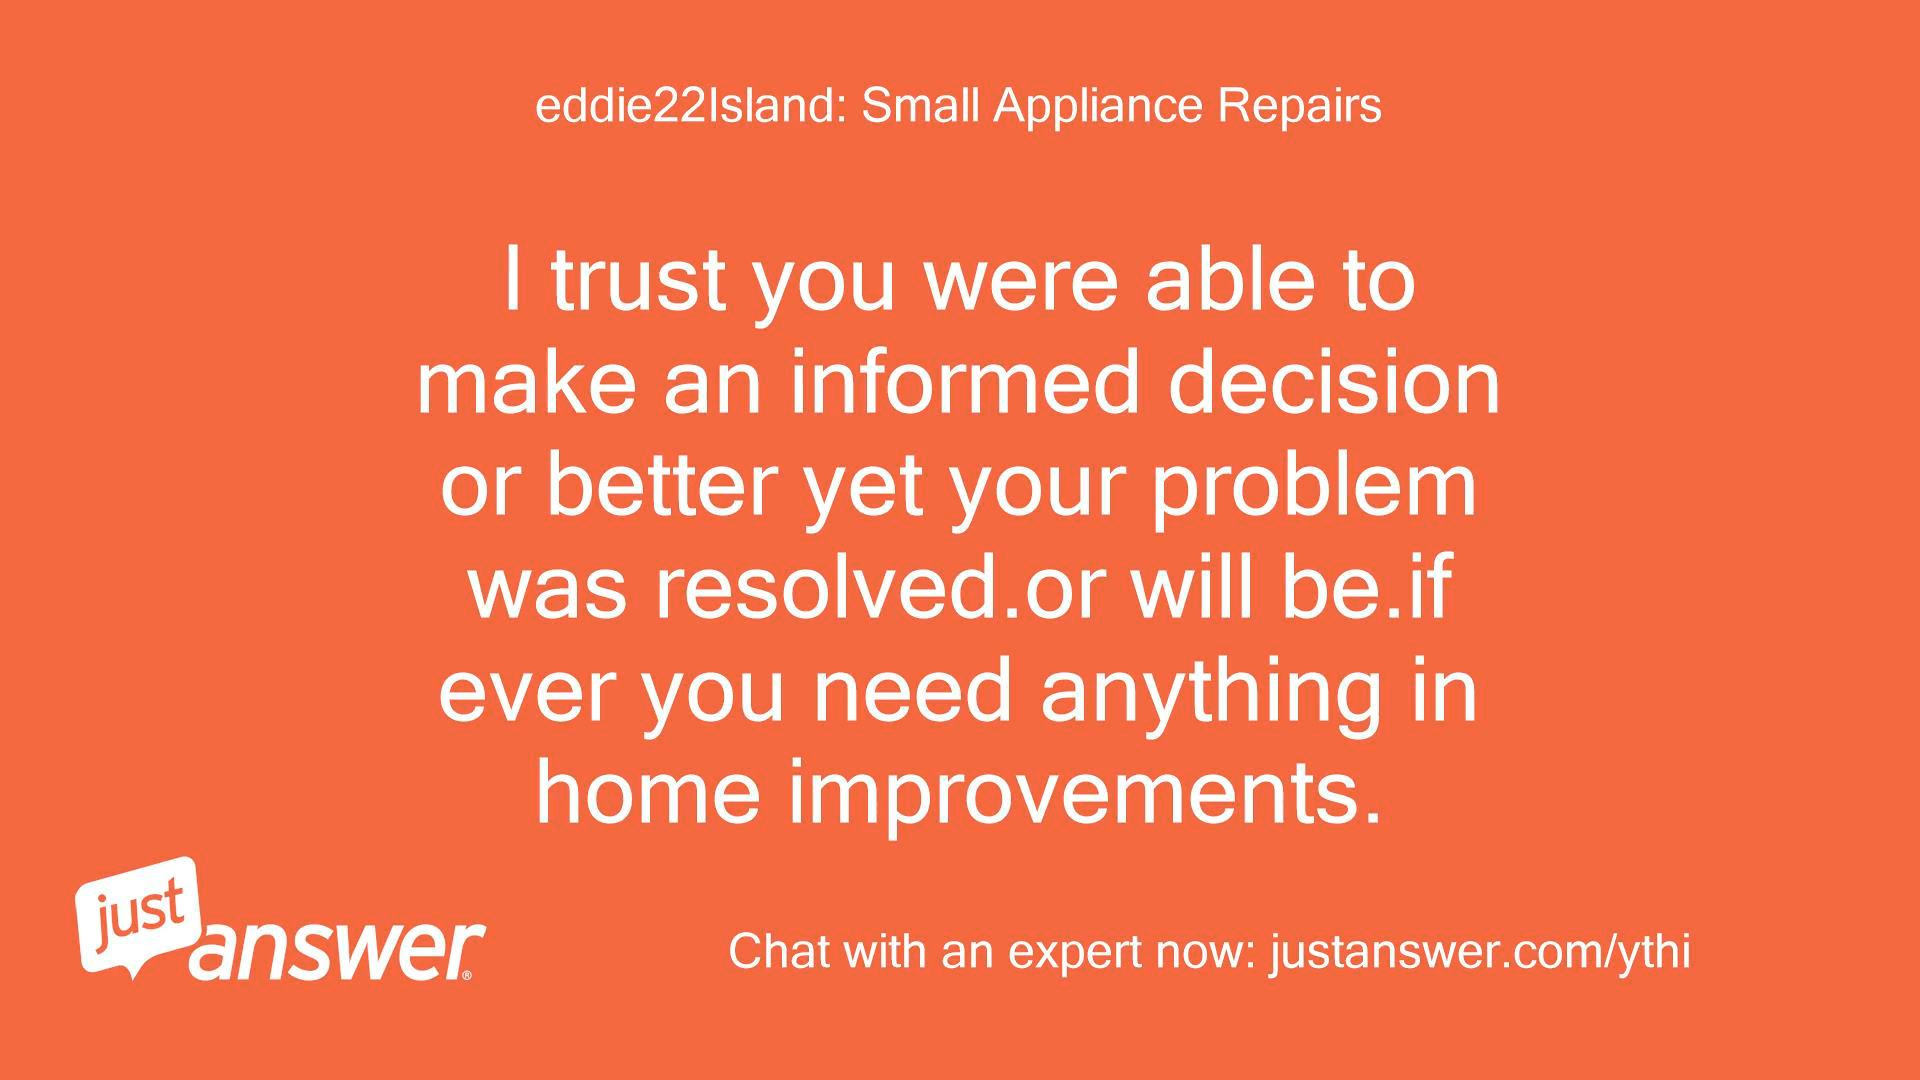 eddie22Island: Small Appliance Repairs
I trust you were able to
make an informed decision
or better yet your problem
was resolved.or will be.if
ever you need anything in
home improvements.
just
answer®
Chat with an expert now: justanswer.com/ythi